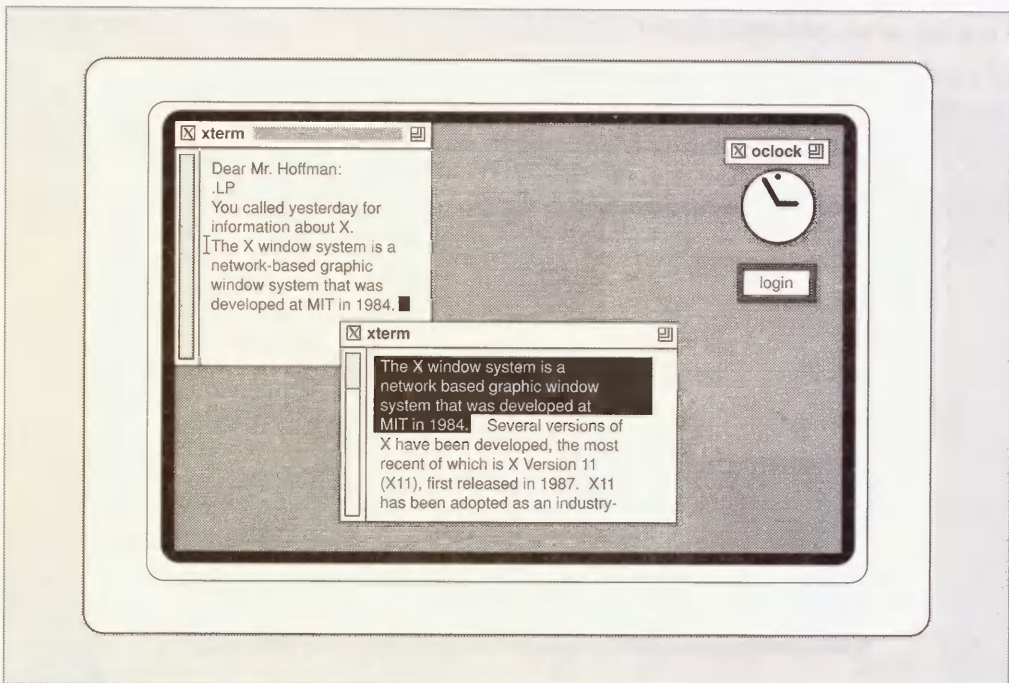 xterm
Dear Mr. Hoffman:
.LP
You called yesterday for
information about X.
The X window system is a
network-based graphic
window system that was
developed at MIT in 1984.
oclock
login
xterm
The X window system is a
network based graphic window
system that was developed at
MIT in 1984. Several versions of
X have been developed, the most
recent of which is X Version 11
(X11), first released in 1987. X11
has been adopted as an industry-